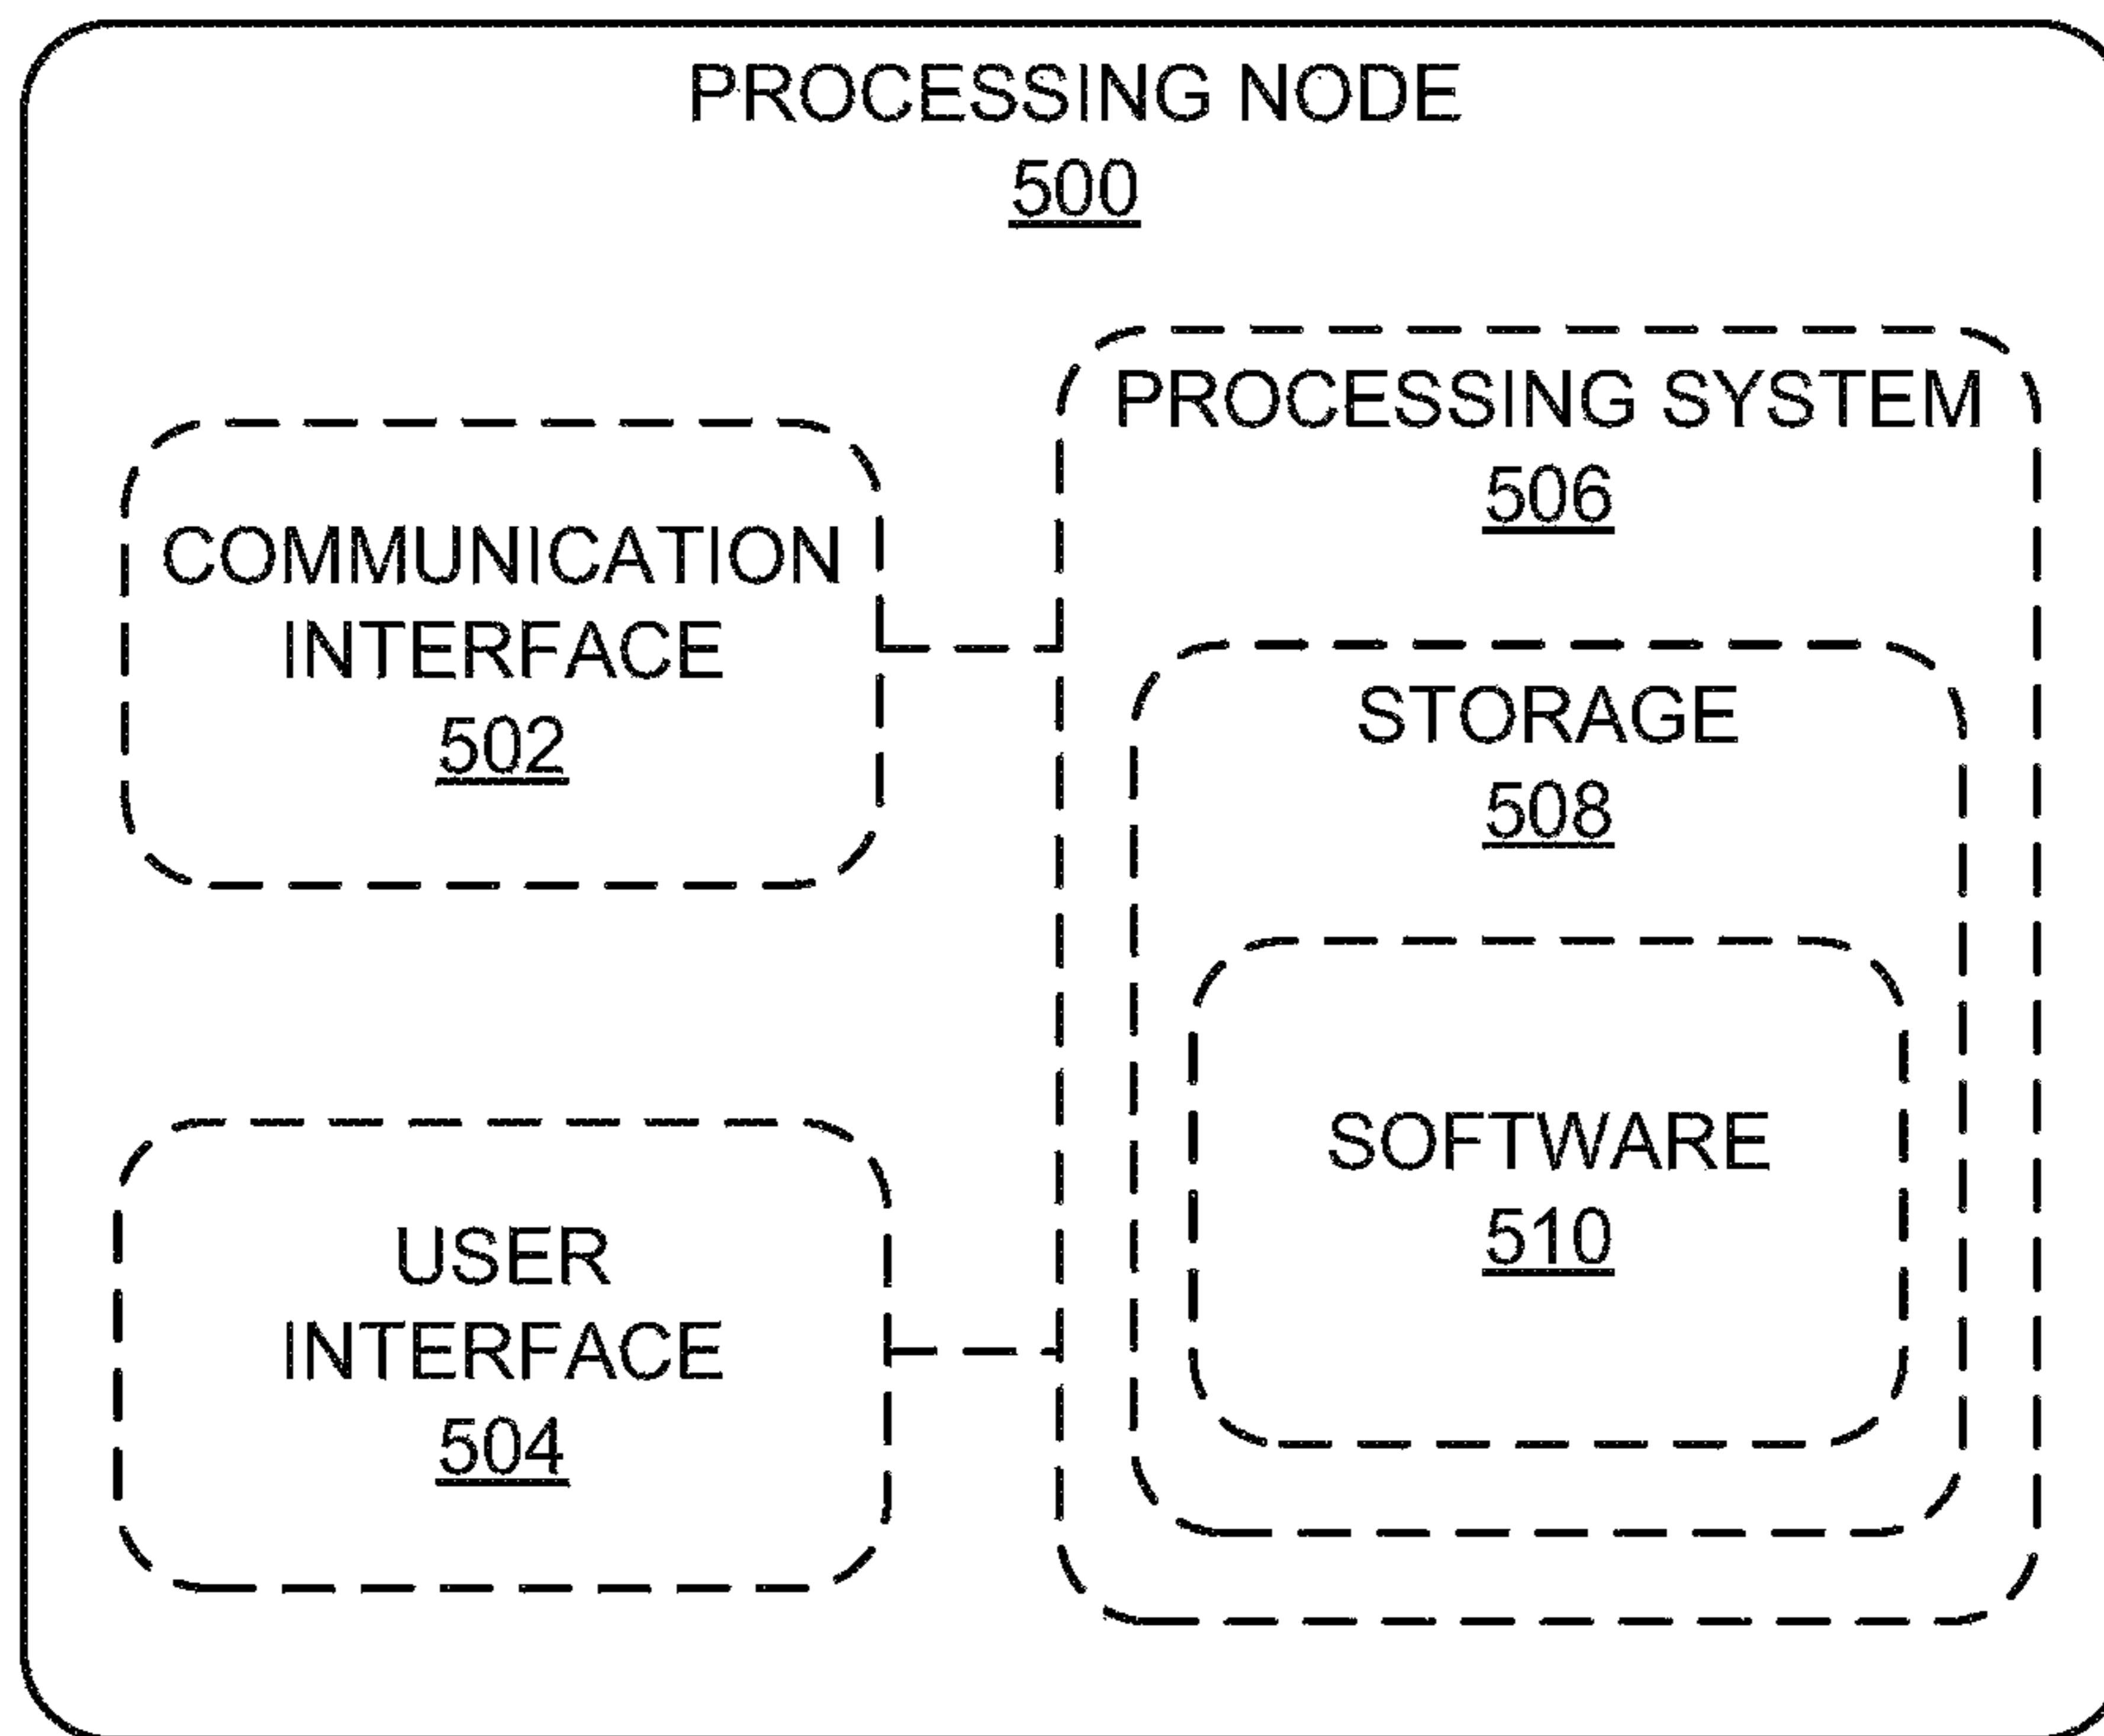 PROCESSING NODE
500
PROCESSING SYSTEM
506
COMMUNICATION
INTERFACE
502
STORAGE
508
SOFTWARE
510
USER
INTERFACE
504